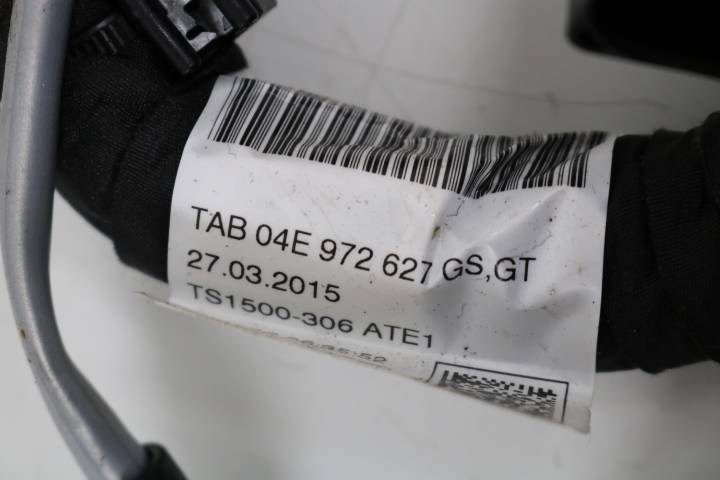 TAB 04E 972 627 GS,GT
27.03.2015
TS1500-306 ATE1